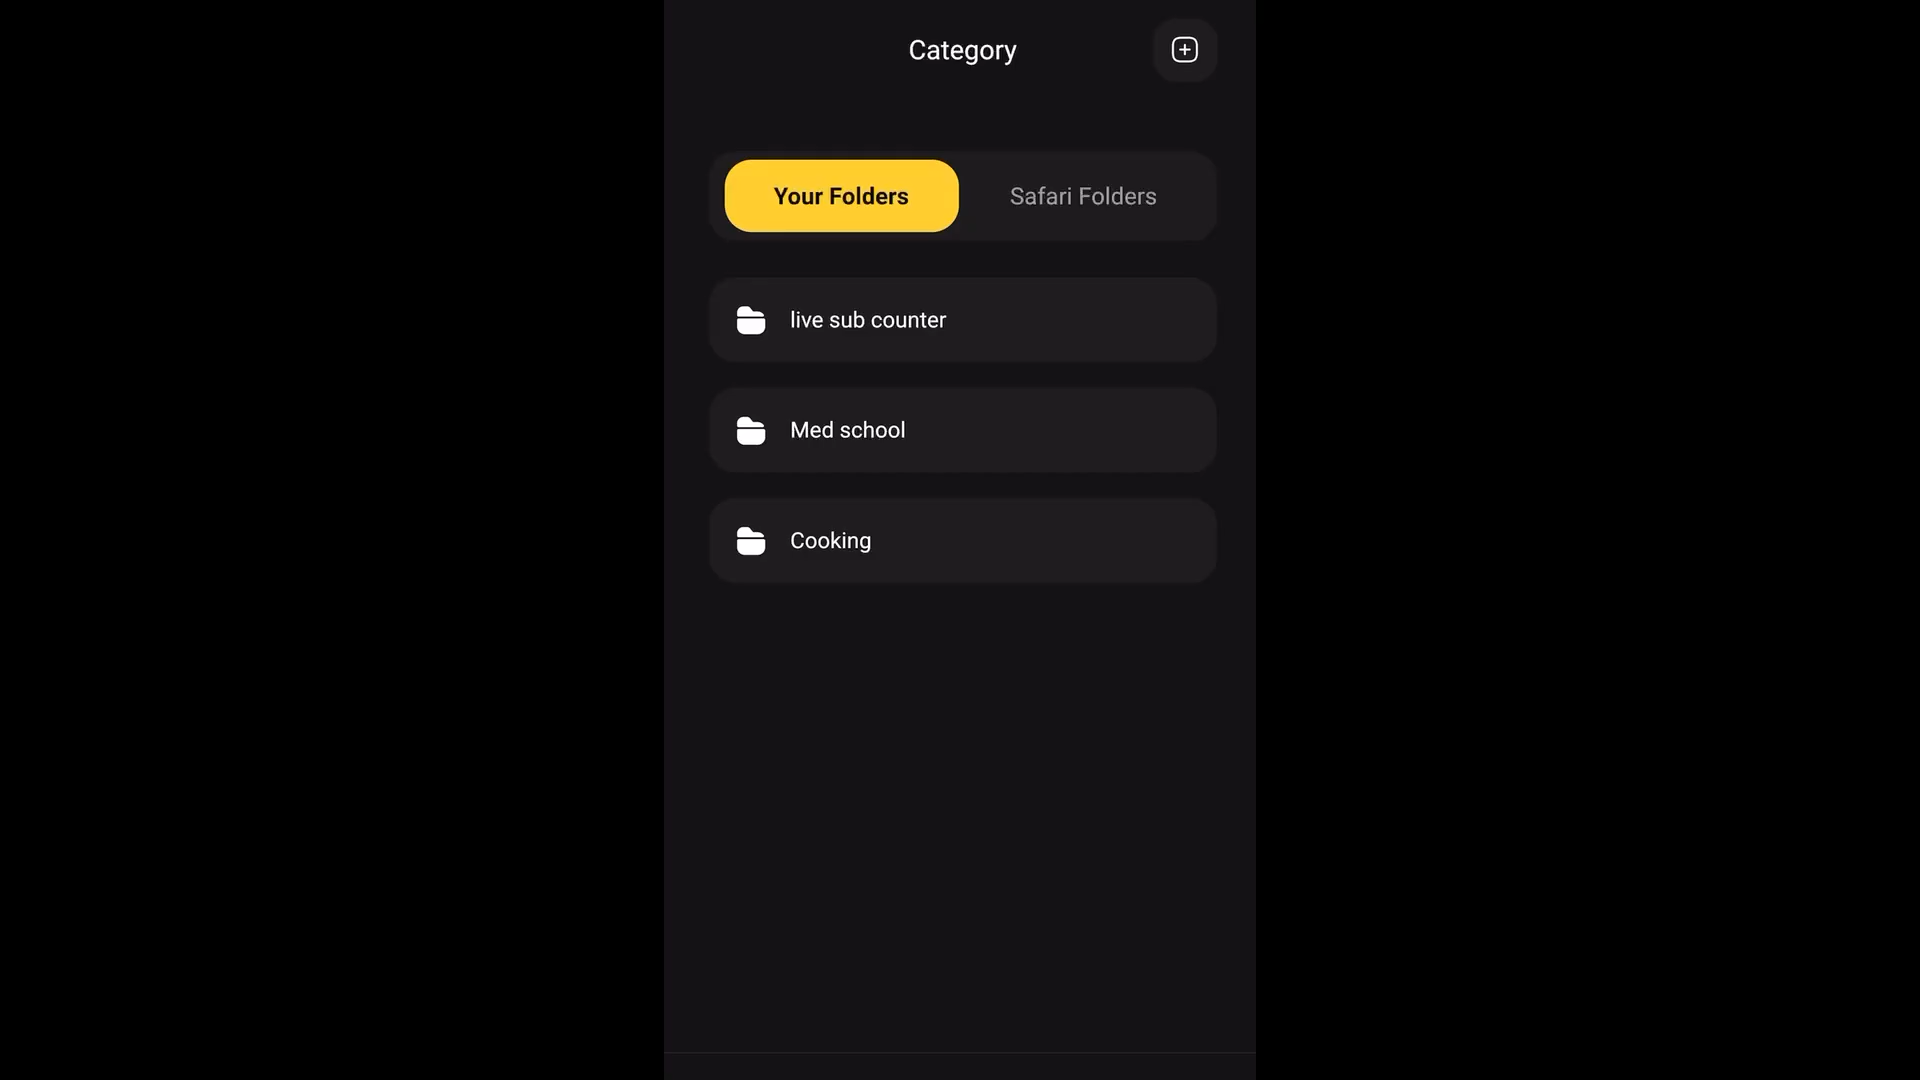 Category
Your Folders
Safari Folders
live sub counter
Med school
Cooking